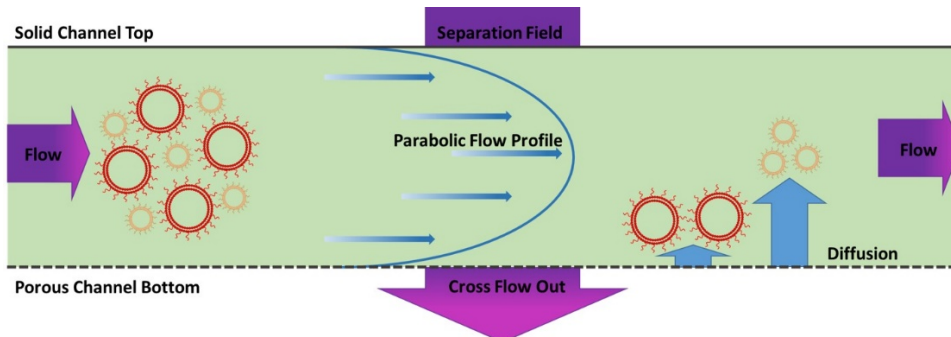 Solid Channel Top
Separation Field
Flow
Parabolic Flow Profile
Flow
Diffusion
Porous Channel Bottom
Cross Flow Out